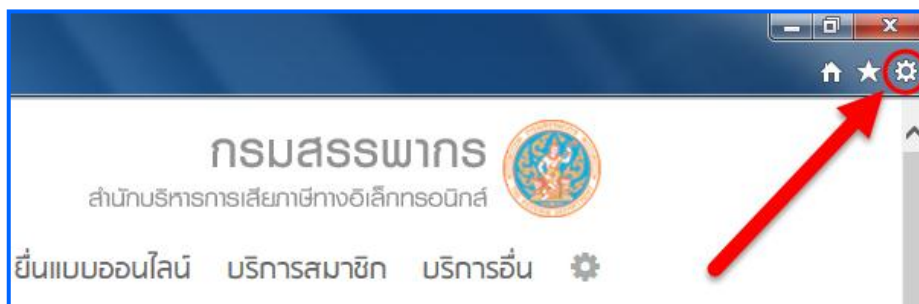 กรมสรรพากร
สำนักบริหารการเสียภาษีทางอิเล็กทรอนิกส์
ยื่นแบบออนไลน์ บริการสมาชิก บริการอื่น